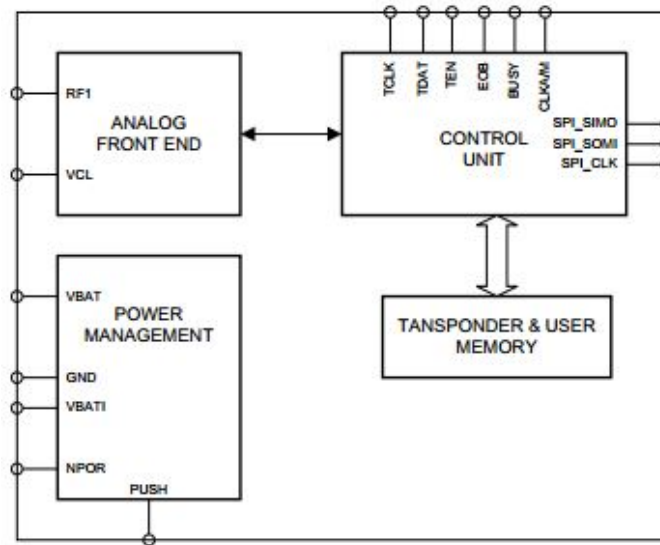 TCLK
TDAT
TEN
EOB
BUSY
CLKA/M
RF1
ANALOG
FRONT END
VCL
CONTROL
UNIT
SPI_SIMO
SPI_SOMI
SPI_CLK
VBAT
POWER
MANAGEMENT
GND
VBATI
NPOR
PUSH
TANSPONDER & USER
MEMORY